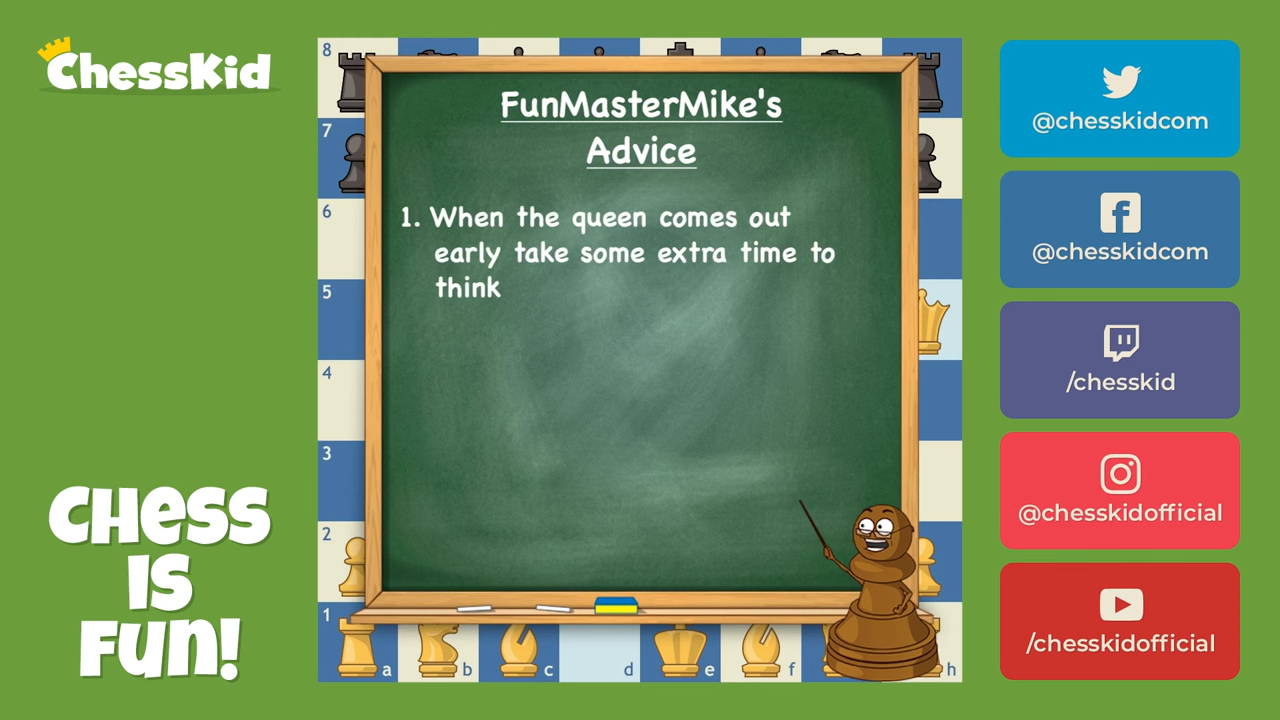 ChessKid
CHESS
IS
FUN!
8
7
6
5
4
3
2
1
a
b
c
d
e
f
h
FunMasterMike's
Advice
1. When the queen comes out
early take some extra time to
think
@chesskidcom
@chesskidcom
/chesskid
@chesskidofficial
/chesskidofficial